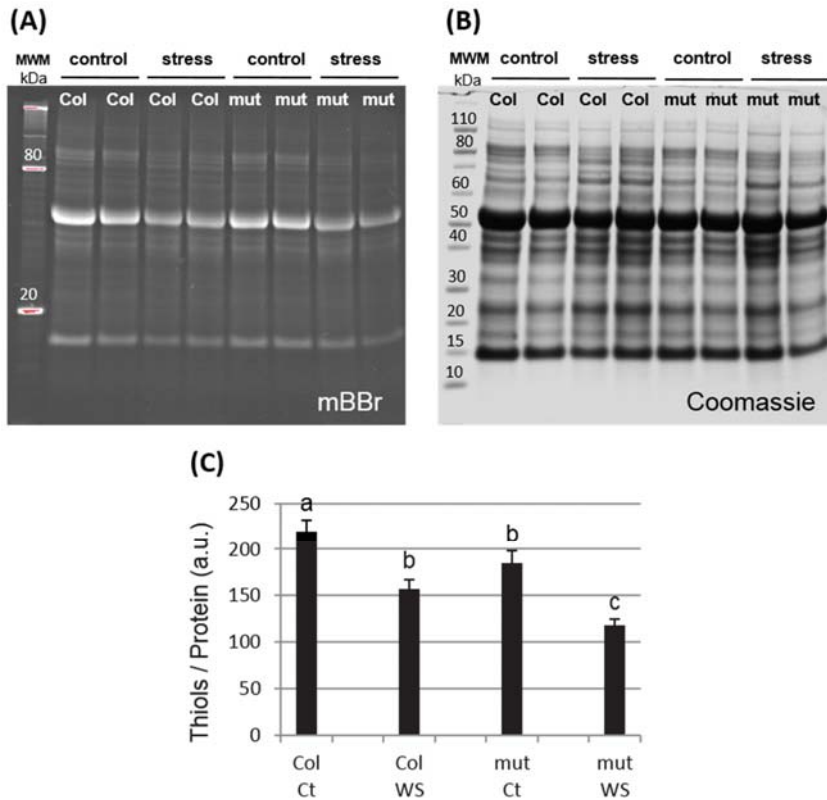 (A)
MWM control stress control stress
kDa
Col Col Col Col mut mut mut mut
80
20
mBBr
(B)
MWM control stress control stress
kDa
Col Col Col Col mut mut mut mut
110
80
60
50
40
30
20
15
10
Coomassie
(C)
Thiols / Protein (a.u.)
250
200
150
100
50
0
a
b
b
c
Col Col mut mut
Ct WS Ct WS